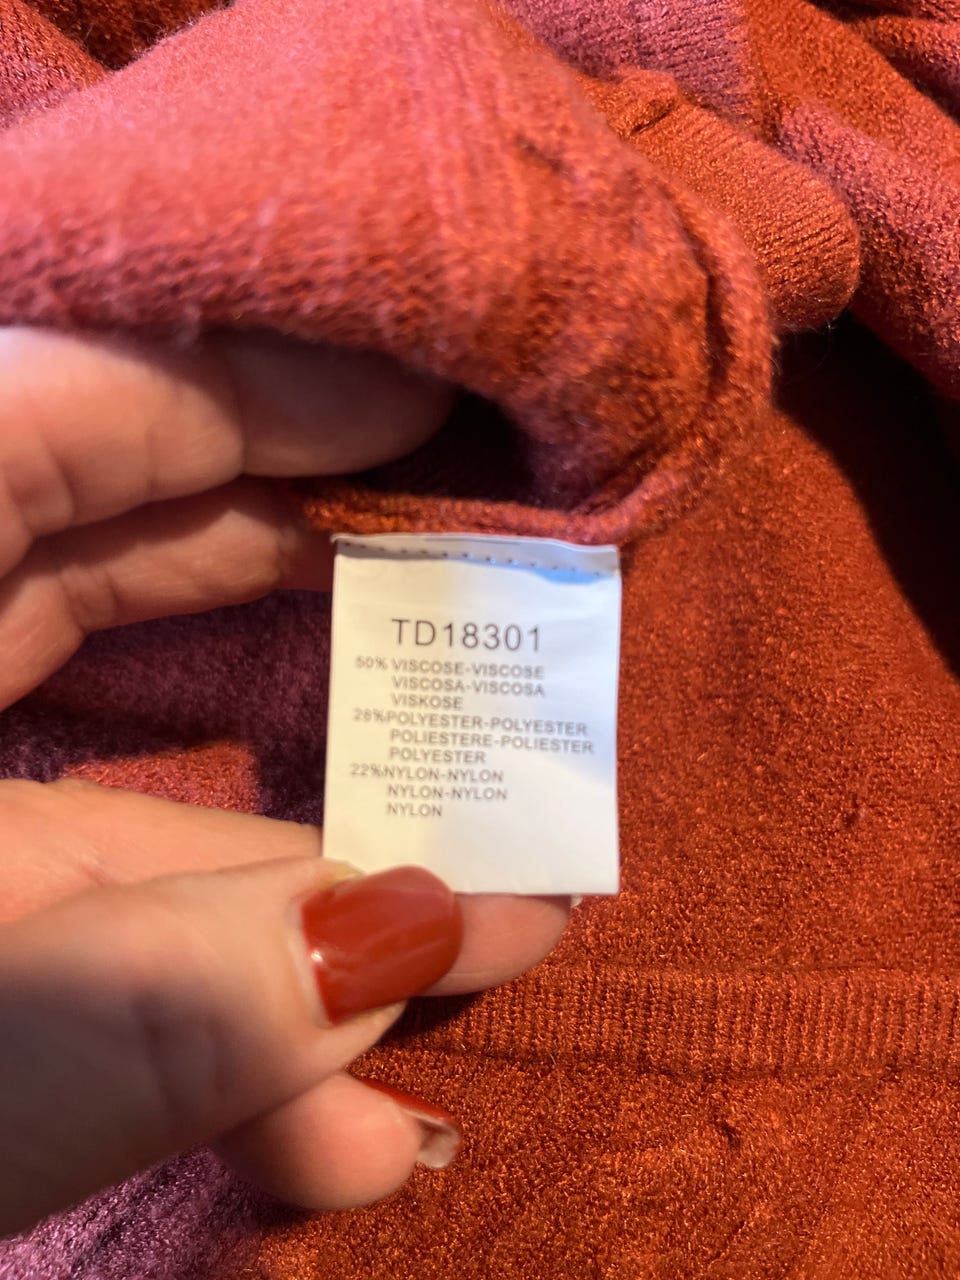 TD18301
50% VISCOSE-VISCOSE
VISCOSA-VISCOSA
VISKOSE
28%POLYESTER-POLYESTER
POLIESTERE-POLIESTER
POLYESTER
22%NYLON-NYLON
NYLON-NYLON
NYLON